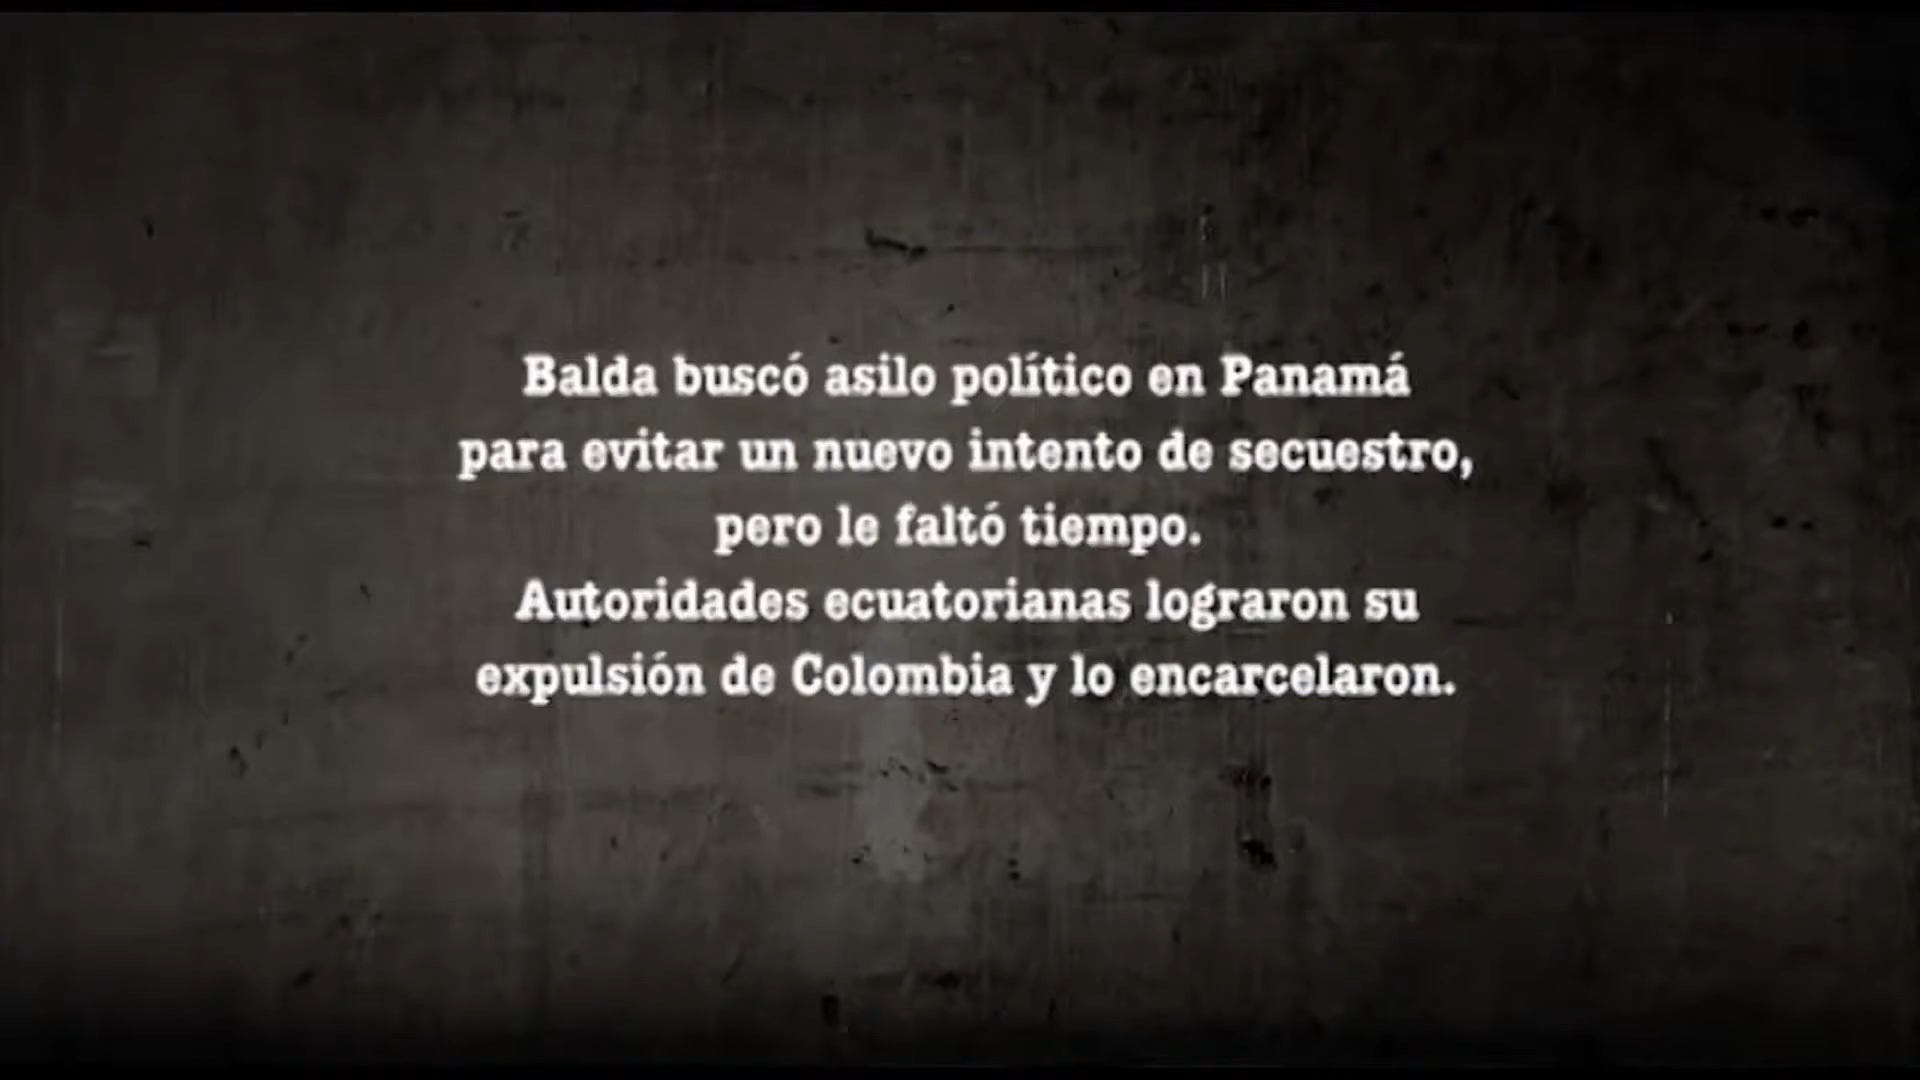 Balda buscó asilo político en Panamá
para evitar un nuevo intento de secuestro,
pero le faltó tiempo.
Autoridades ecuatorianas lograron su
expulsión de Colombia y lo encarcelaron.